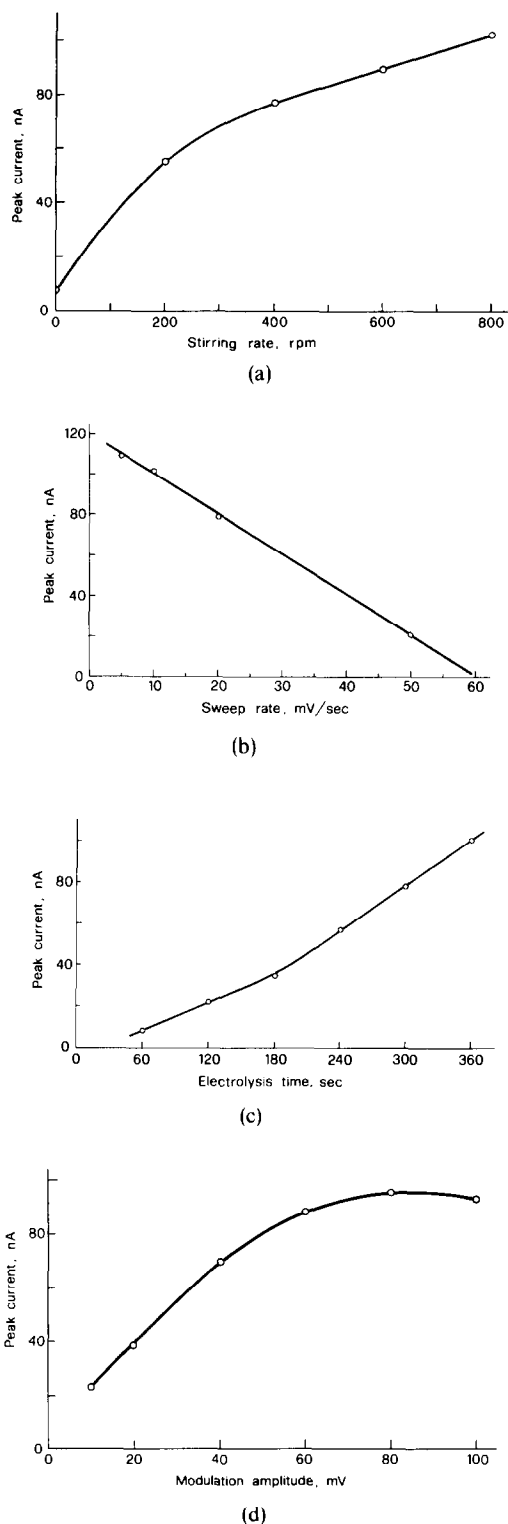 Peak current, nA
80
40
0
0 200 400 600 800
Stirring rate, rpm
(a)
Peak current, nA
120
80
40
0
0 10 20 30 40 50 60
Sweep rate, mV/sec
(b)
Peak current, nA
80
40
0
0 60 120 180 240 300 360
Electrolysis time, sec
(c)
Peak current, nA
80
40
0
0 20 40 60 80 100
Modulation amplitude, mV
(d)